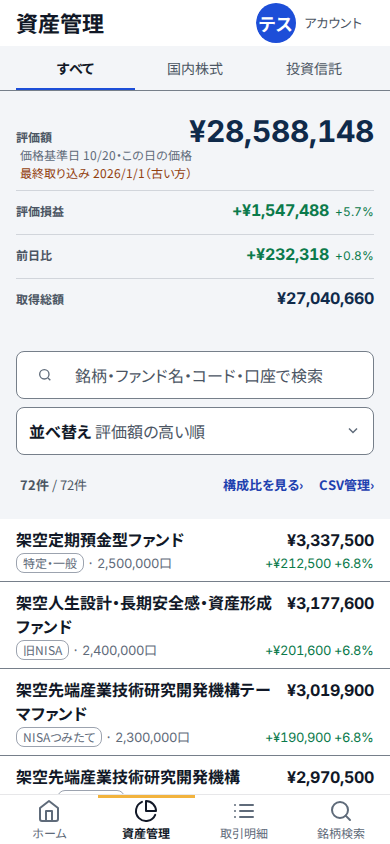 資産管理
テス アカウント
すべて 国内株式 投資信託
評価額 ¥28,588,148
価格基準日 10/20・この日の価格
最終取り込み 2026/1/1（古い方）
評価損益 +¥1,547,488 +5.7%
前日比 +¥232,318 +0.8%
取得総額 ¥27,040,660
銘柄・ファンド名・コード・口座で検索
並べ替え 評価額の高い順
72件 / 72件 構成比を見る› CSV管理›
架空定期預金型ファンド ¥3,337,500
特定・一般 · 2,500,000口 +¥212,500 +6.8%
架空人生設計・長期安全感・資産形成 ¥3,177,600
ファンド
旧NISA · 2,400,000口 +¥201,600 +6.8%
架空先端産業技術研究開発機構テー ¥3,019,900
マファンド
NISAつみたて · 2,300,000口 +¥190,900 +6.8%
架空先端産業技術研究開発機構 ¥2,970,500
ホーム 資産管理 取引明細 銘柄検索